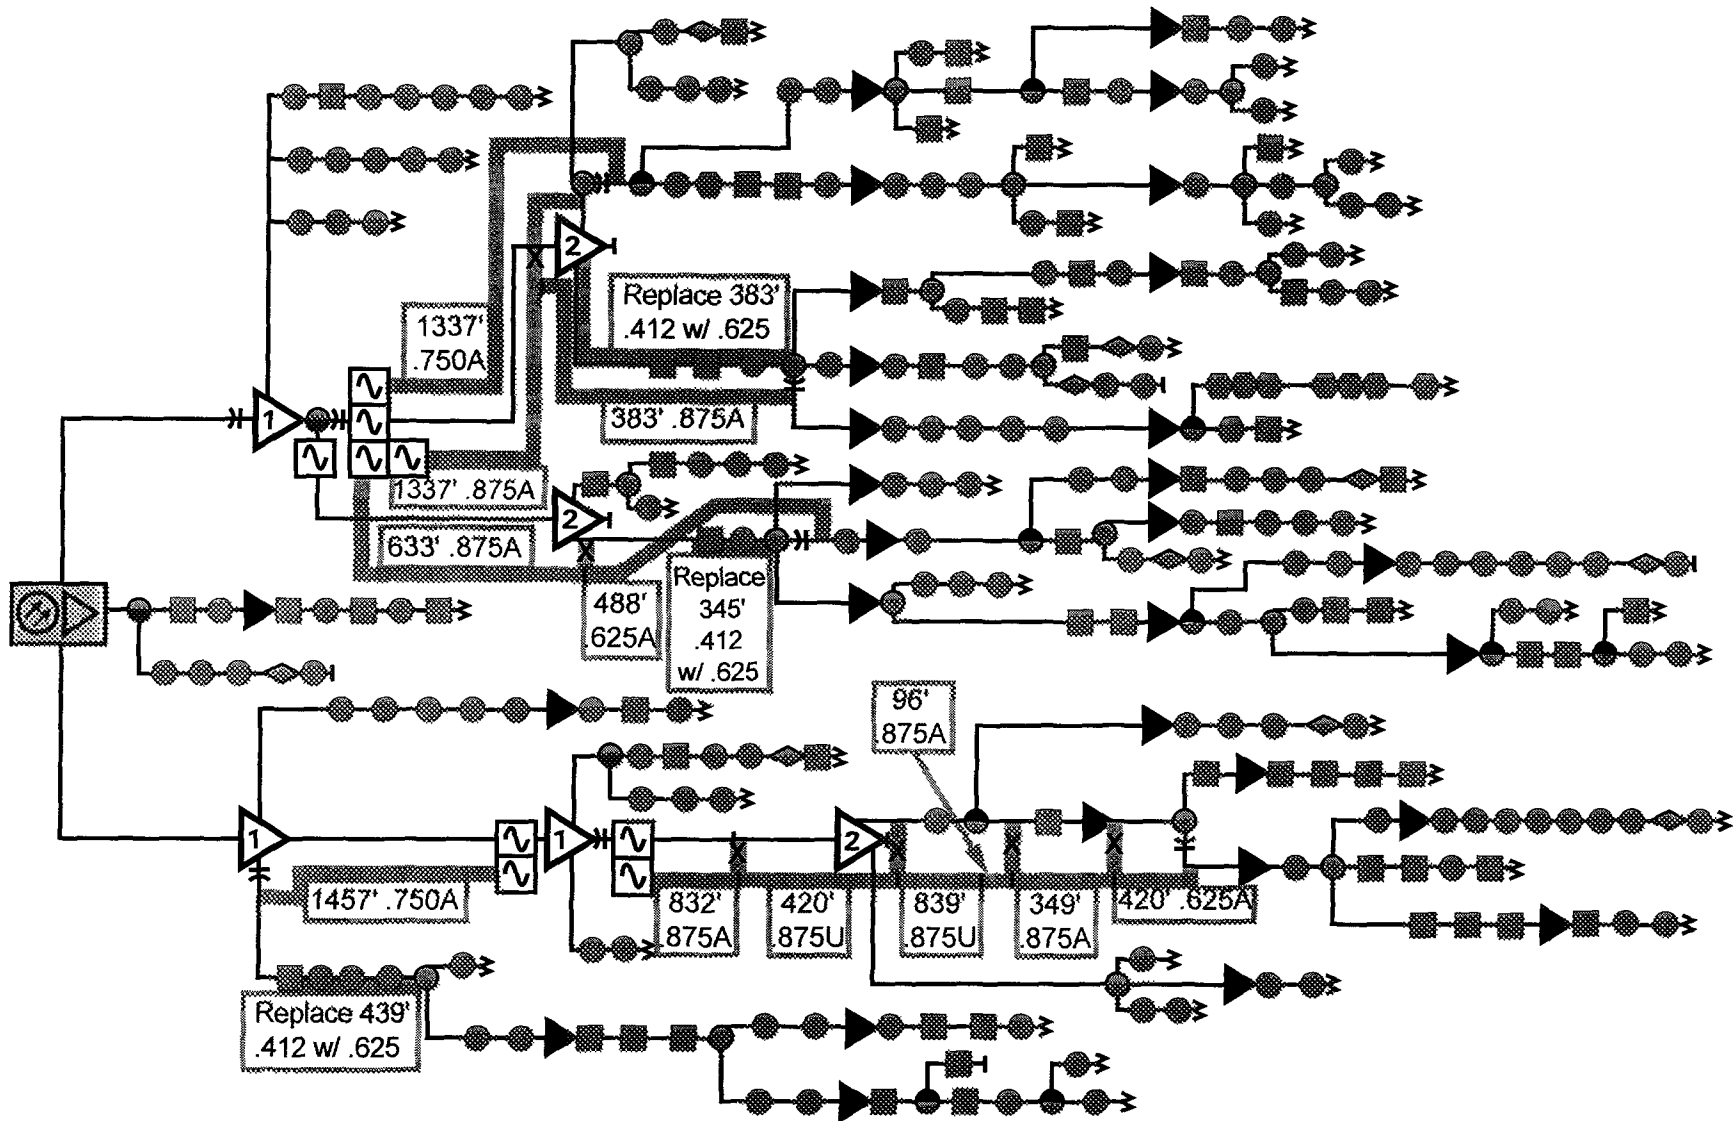 2
Replace 383'
.412 w/ .625
1337'
.750A
1
383' .875A
1337' .875A
2
633' .875A
Replace
345'
.412
w/ .625
488'
.625A
96'
.875A
1
1
2
1457' .750A
832'
.875A
420'
.875U
839'
.875U
349'
.875A
420' .625A
Replace 439'
.412 w/ .625